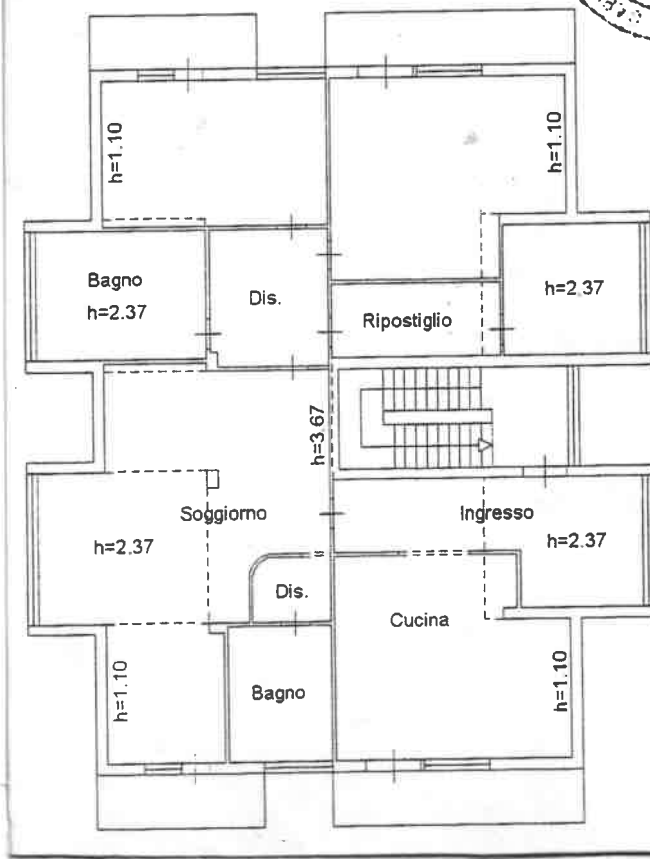 h=1.10
h=1.10
Bagno
h=2.37
Dis.
Ripostiglio
h=2.37
h=3.67
Soggiorno
h=2.37
Ingresso
h=2.37
Dis.
Cucina
Bagno
h=1.10
h=1.10